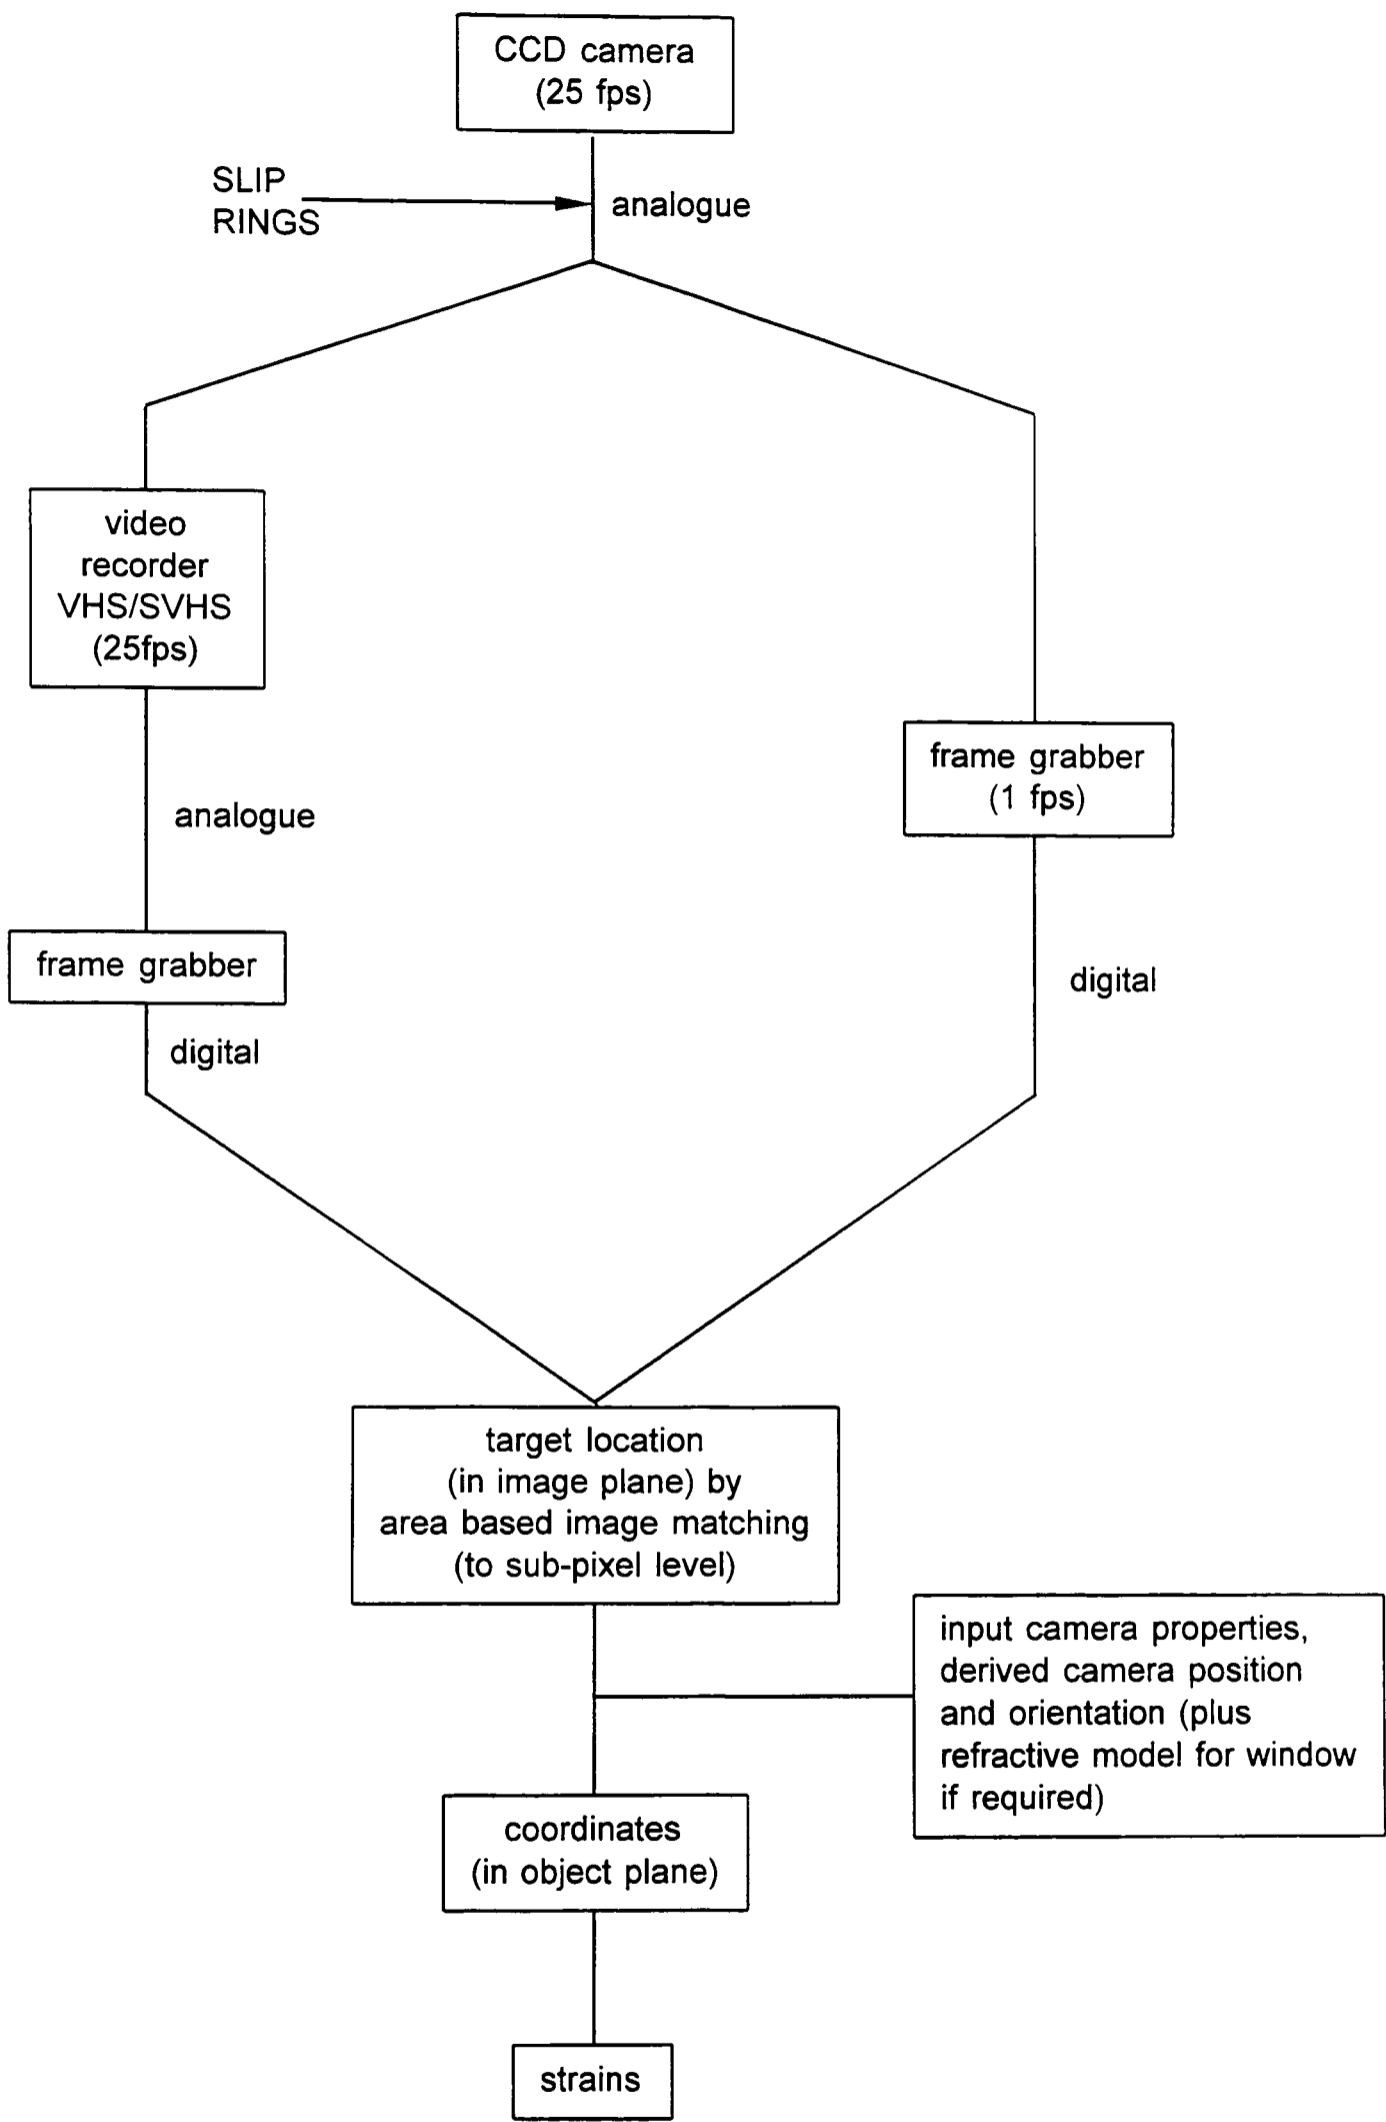 CCD camera
(25 fps)
SLIP
RINGS
analogue
video
recorder
VHS/SVHS
(25fps)
analogue
frame grabber
digital
frame grabber
(1 fps)
digital
target location
(in image plane) by
area based image matching
(to sub-pixel level)
input camera properties,
derived camera position
and orientation (plus
refractive model for window
if required)
coordinates
(in object plane)
strains